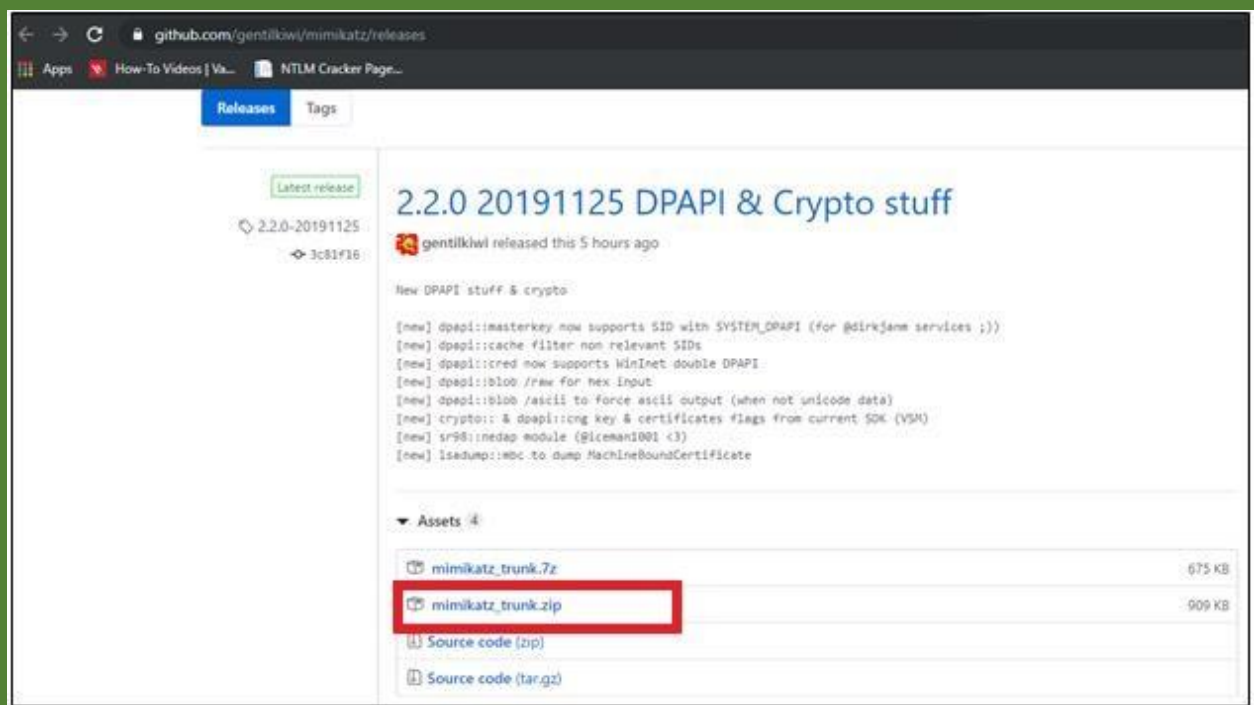 github.com/gentilkiwi/mimikatz/releases
Apps How-To Videos | Va... NTLM Cracker Page...
Releases Tags
Latest release
2.2.0-20191125
3c81f16
2.2.0 20191125 DPAPI & Crypto stuff
gentilkiwi released this 5 hours ago
New DPAPI stuff & crypto
[new] dpapi::masterkey now supports SID with SYSTEM_DPAPI (for @dirkjanm services ;))
[new] dpapi::cache filter non relevant SIDs
[new] dpapi::cred now supports WinInet double DPAPI
[new] dpapi::blob /raw for hex input
[new] dpapi::blob /ascii to force ascii output (when not unicode data)
[new] crypto:: & dpapi::cng key & certificates flags from current SDK (VSM)
[new] sr98::nedap module (@iceman1001 <3)
[new] lsadump::mbc to dump MachineBoundCertificate
Assets 4
mimikatz_trunk.7z 675 KB
mimikatz_trunk.zip 909 KB
Source code (zip)
Source code (tar.gz)